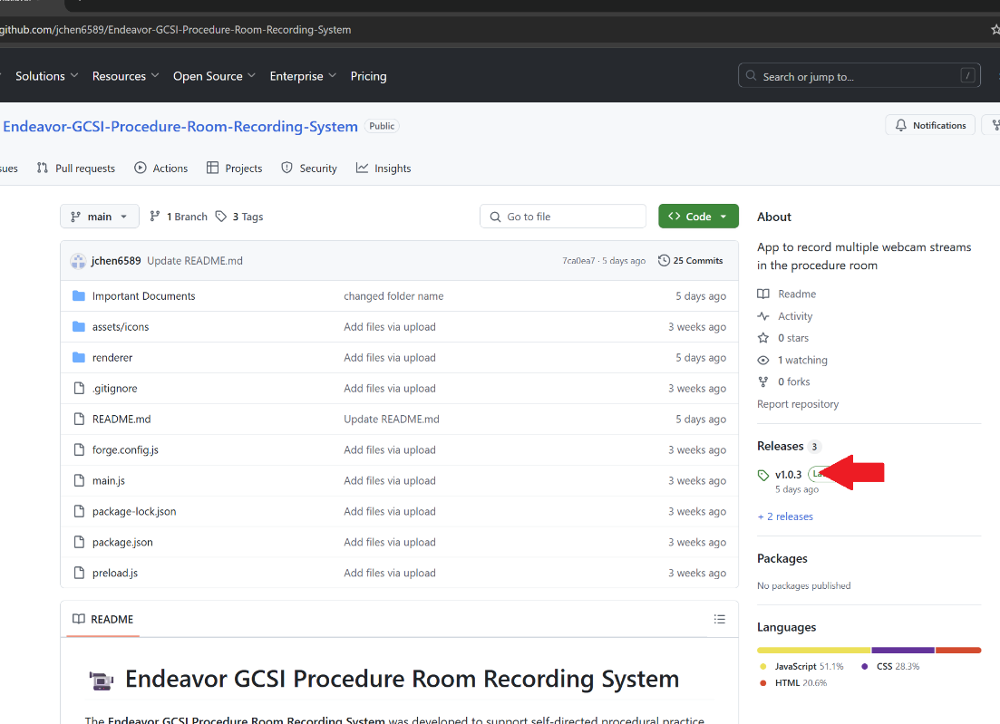 github.com/jchen6589/Endeavor-GCSI-Procedure-Room-Recording-System
Solutions Resources Open Source Enterprise Pricing Search or jump to... /
Endeavor-GCSI-Procedure-Room-Recording-System Public Notifications
Pull requests Actions Projects Security Insights
main 1 Branch 3 Tags Go to file Code
jchen6589 Update README.md 7ca0ea7 · 5 days ago 25 Commits
Important Documents changed folder name 5 days ago
assets/icons Add files via upload 3 weeks ago
renderer Add files via upload 5 days ago
.gitignore Add files via upload 3 weeks ago
README.md Update README.md 5 days ago
forge.config.js Add files via upload 3 weeks ago
main.js Add files via upload 3 weeks ago
package-lock.json Add files via upload 3 weeks ago
package.json Add files via upload 3 weeks ago
preload.js Add files via upload 3 weeks ago
README
Endeavor GCSI Procedure Room Recording System
The Endeavor GCSI Procedure Room Recording System was developed to support self-directed procedural practice
About
App to record multiple webcam streams
in the procedure room
Readme
Activity
0 stars
1 watching
0 forks
Report repository
Releases 3
v1.0.3
5 days ago
+ 2 releases
Packages
No packages published
Languages
JavaScript 51.1% CSS 28.3%
HTML 20.6%